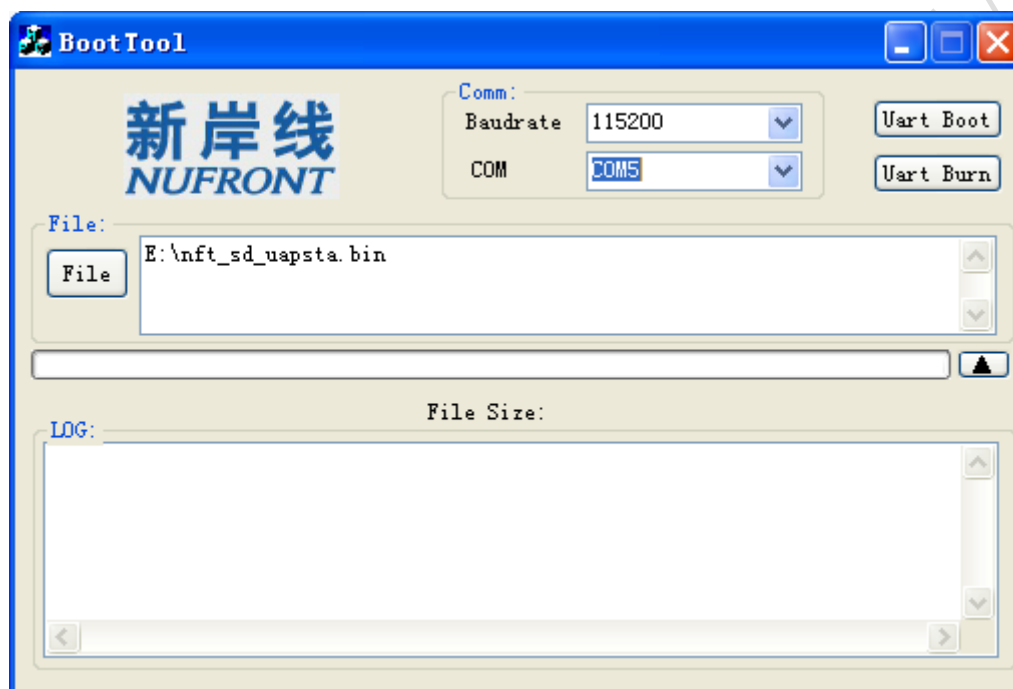 BootTool
新岸线
NUFRONT
Comm:
Baudrate 115200
COM COM5
Uart Boot
Uart Burn
File:
File
E:\nft_sd_uapsta.bin
File Size:
LOG: